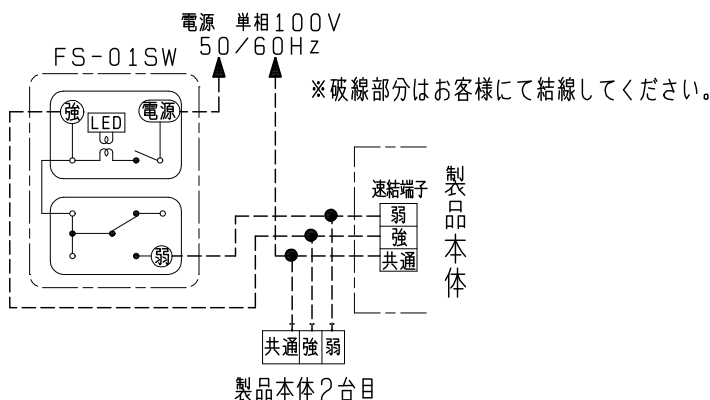 電源 単相100V
50/60Hz
FS-01SW
※破線部分はお客様にて結線してください。
強
LED
電源
速結端子
弱
強
共通
製品本体
弱
共通 強 弱
製品本体2台目